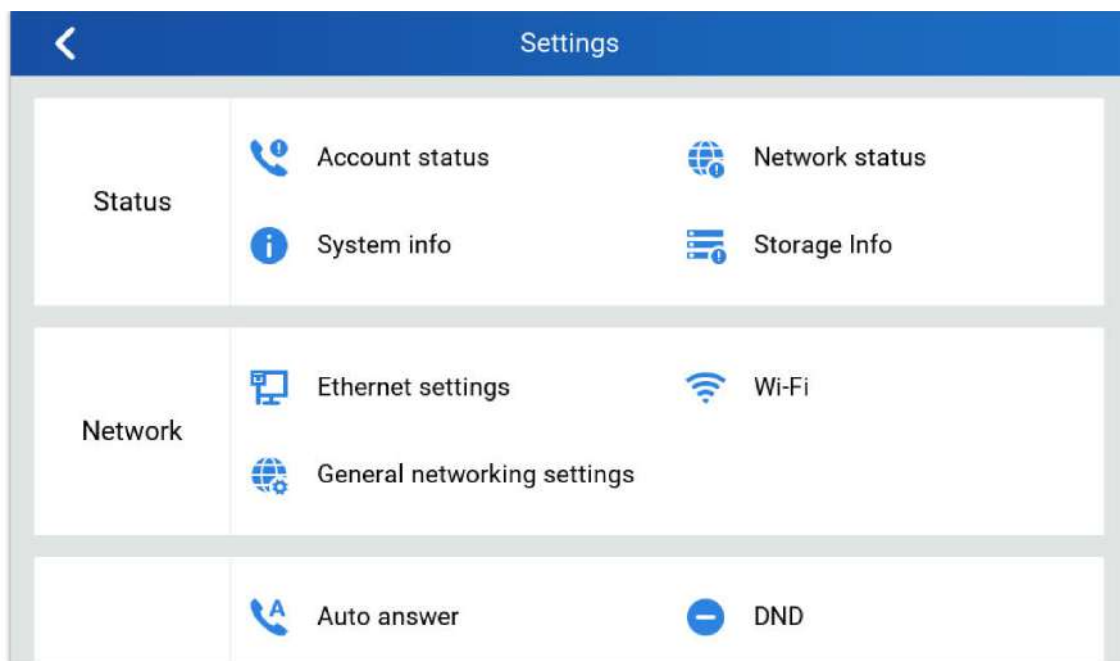 Settings
Status
Account status
Network status
System info
Storage Info
Network
Ethernet settings
Wi-Fi
General networking settings
Auto answer
DND